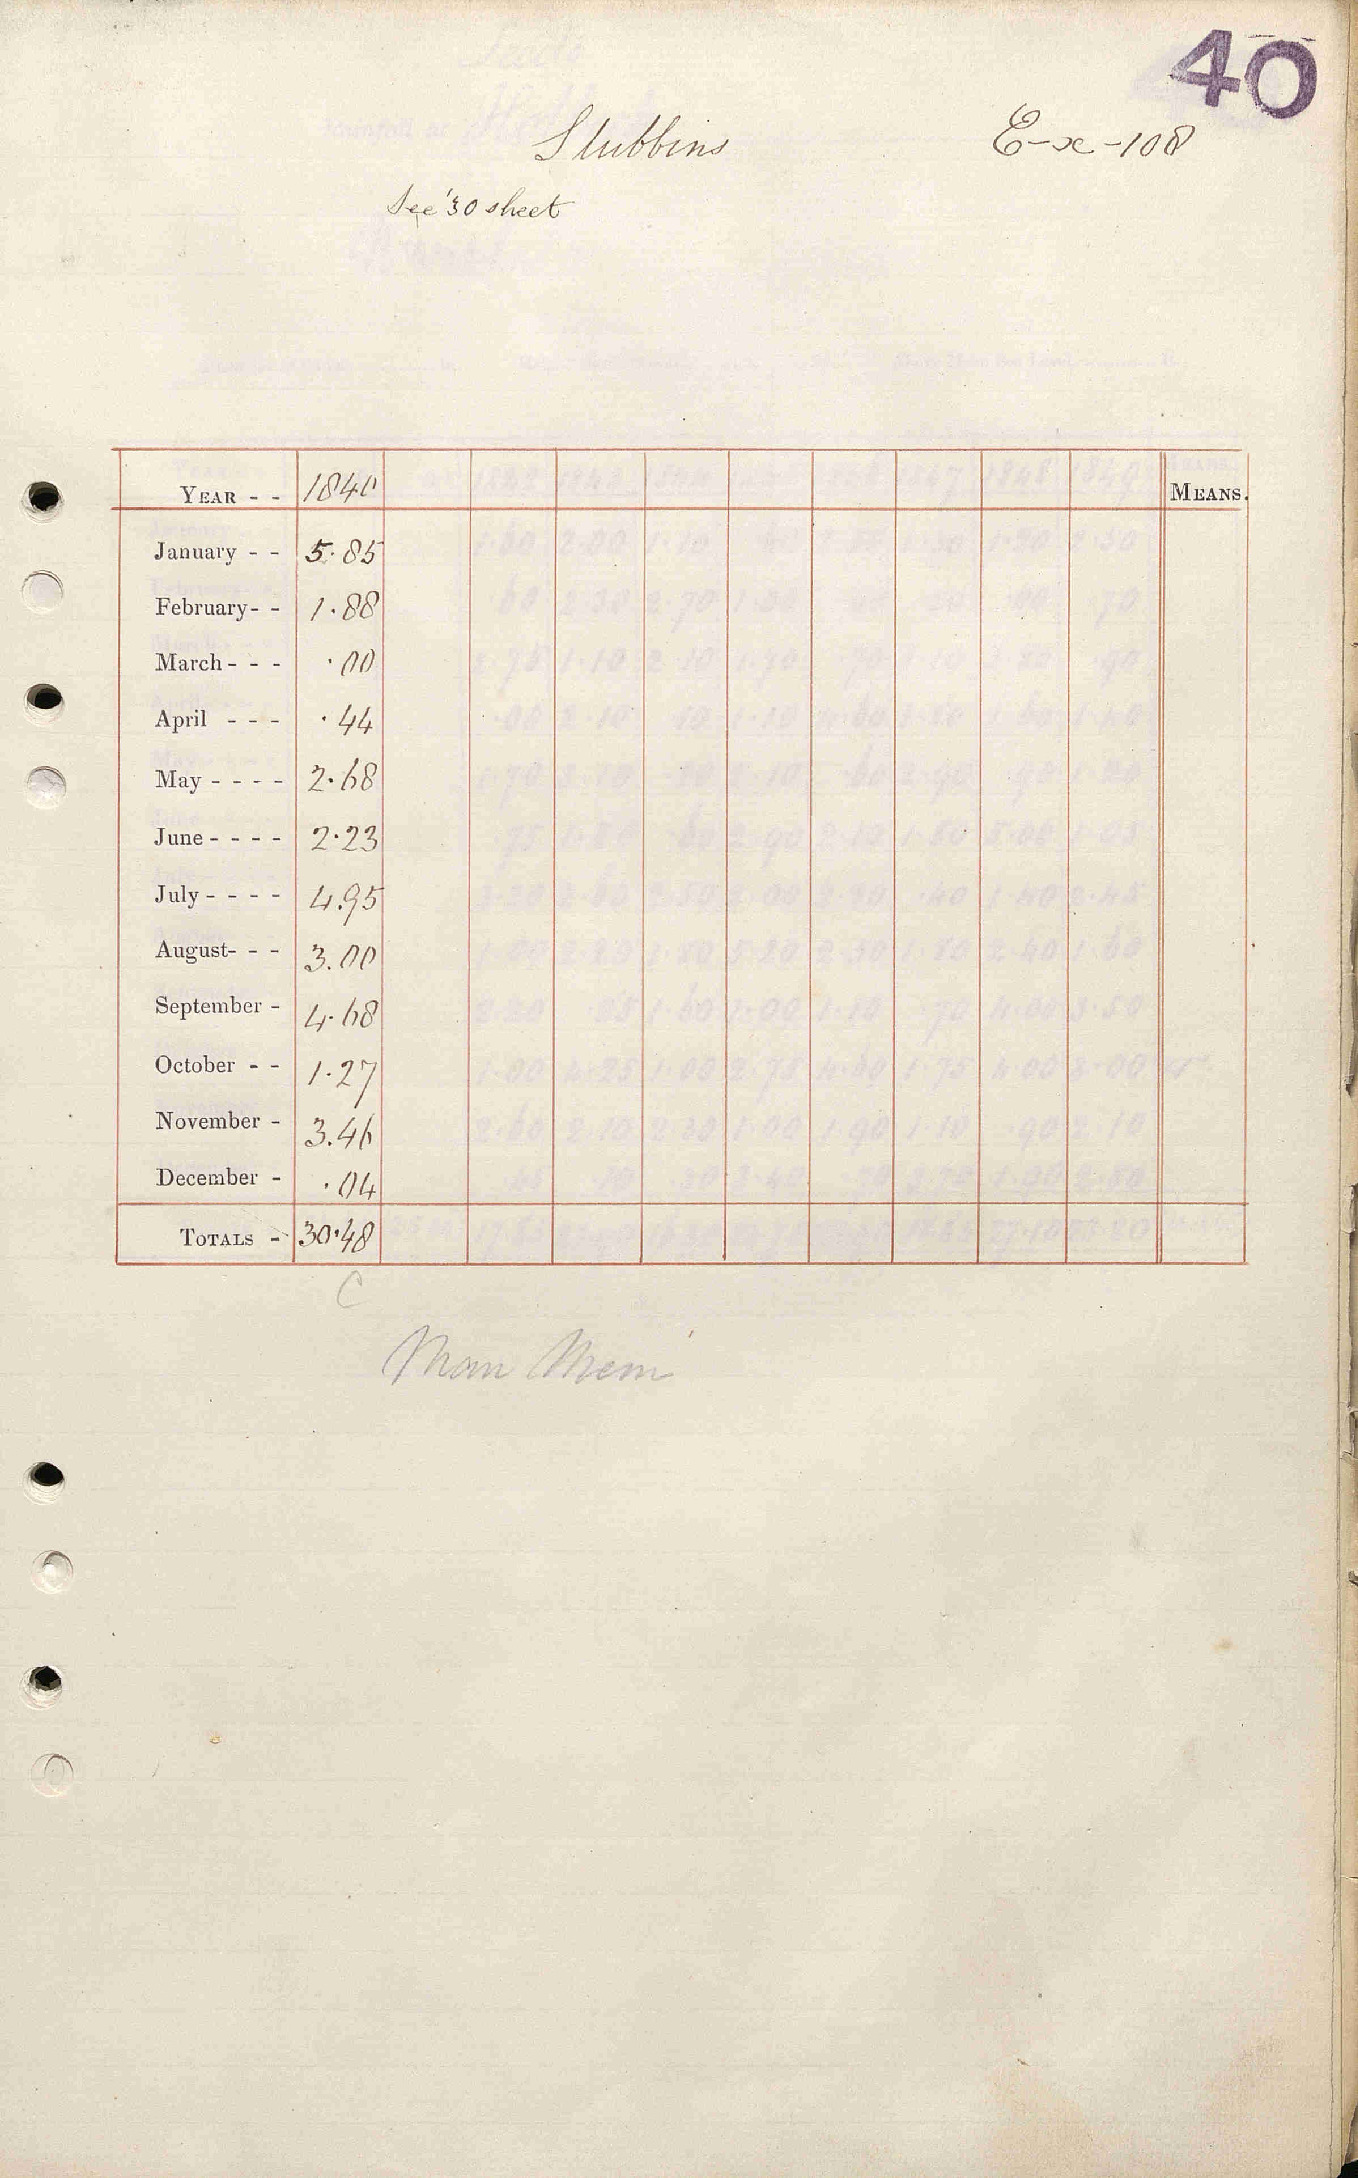 40
Stubbins E-x-108
See '30 sheet
YEAR - - 1840 MEANS.
January - - 5.85
February - - 1.88
March - - - .00
April - - - .44
May - - - - 2.68
June - - - - 2.23
July - - - - 4.95
August - - - 3.00
September - 4.68
October - - 1.27
November - 3.46
December - .04
TOTALS - 30.48
C
Man Mem